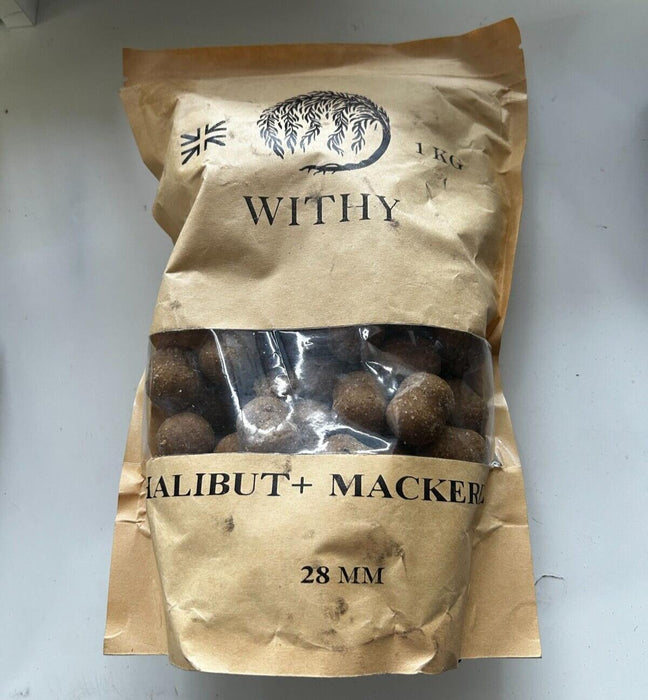 1 KG
WITHY
HALIBUT+ MACKEREL
28 MM